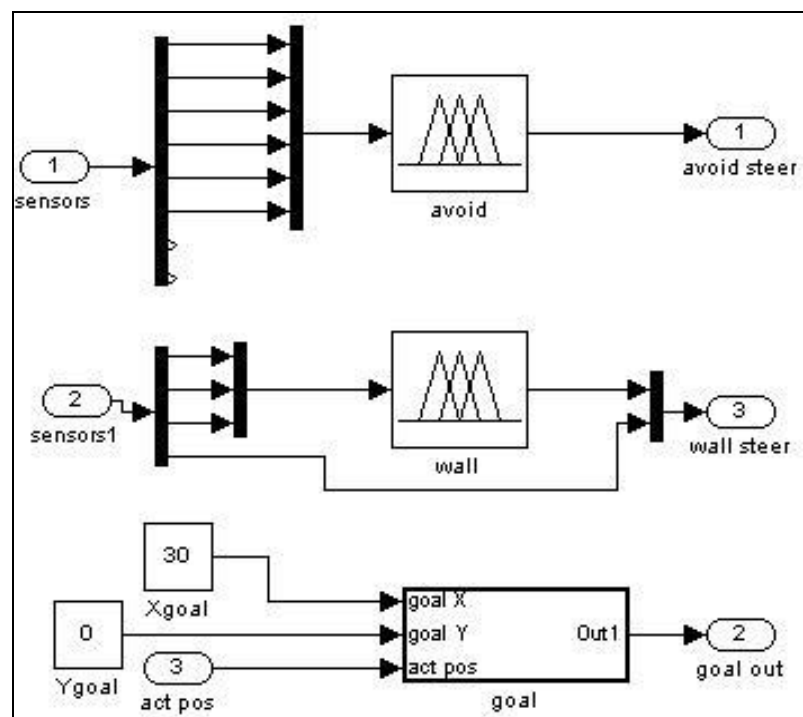 1
sensors
avoid
1
avoid steer
2
sensors1
wall
3
wall steer
30
Xgoal
0
Ygoal
3
act pos
goal X
goal Y
act pos
Out1
goal
2
goal out